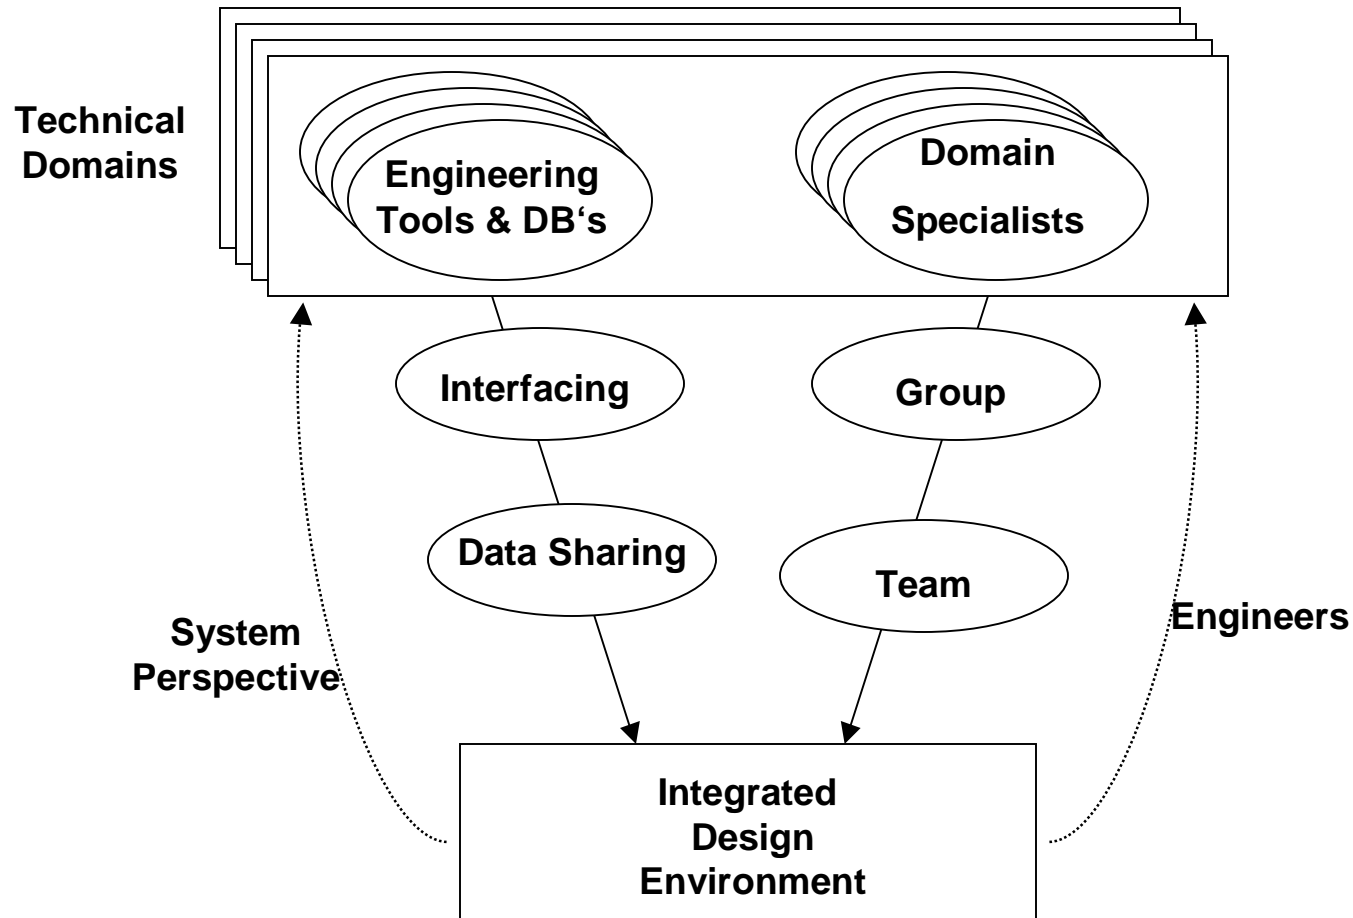 Technical
Domains
Engineering
Tools & DB‘s
Domain
Specialists
Interfacing
Group
Data Sharing
Team
System
Perspective
Engineers
Integrated
Design
Environment